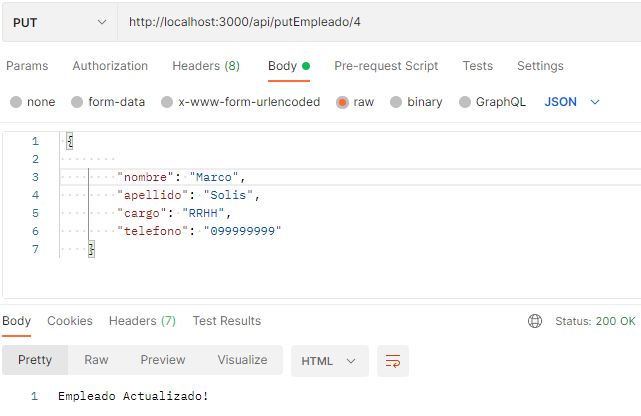 PUT http://localhost:3000/api/putEmpleado/4
Params Authorization Headers (8) Body Pre-request Script Tests Settings
none form-data x-www-form-urlencoded raw binary GraphQL JSON
1 {
2
3 "nombre": "Marco",
4 "apellido": "Solis",
5 "cargo": "RRHH",
6 "telefono": "099999999"
7 }
Body Cookies Headers (7) Test Results Status: 200 OK
Pretty Raw Preview Visualize HTML
1 Empleado Actualizado!